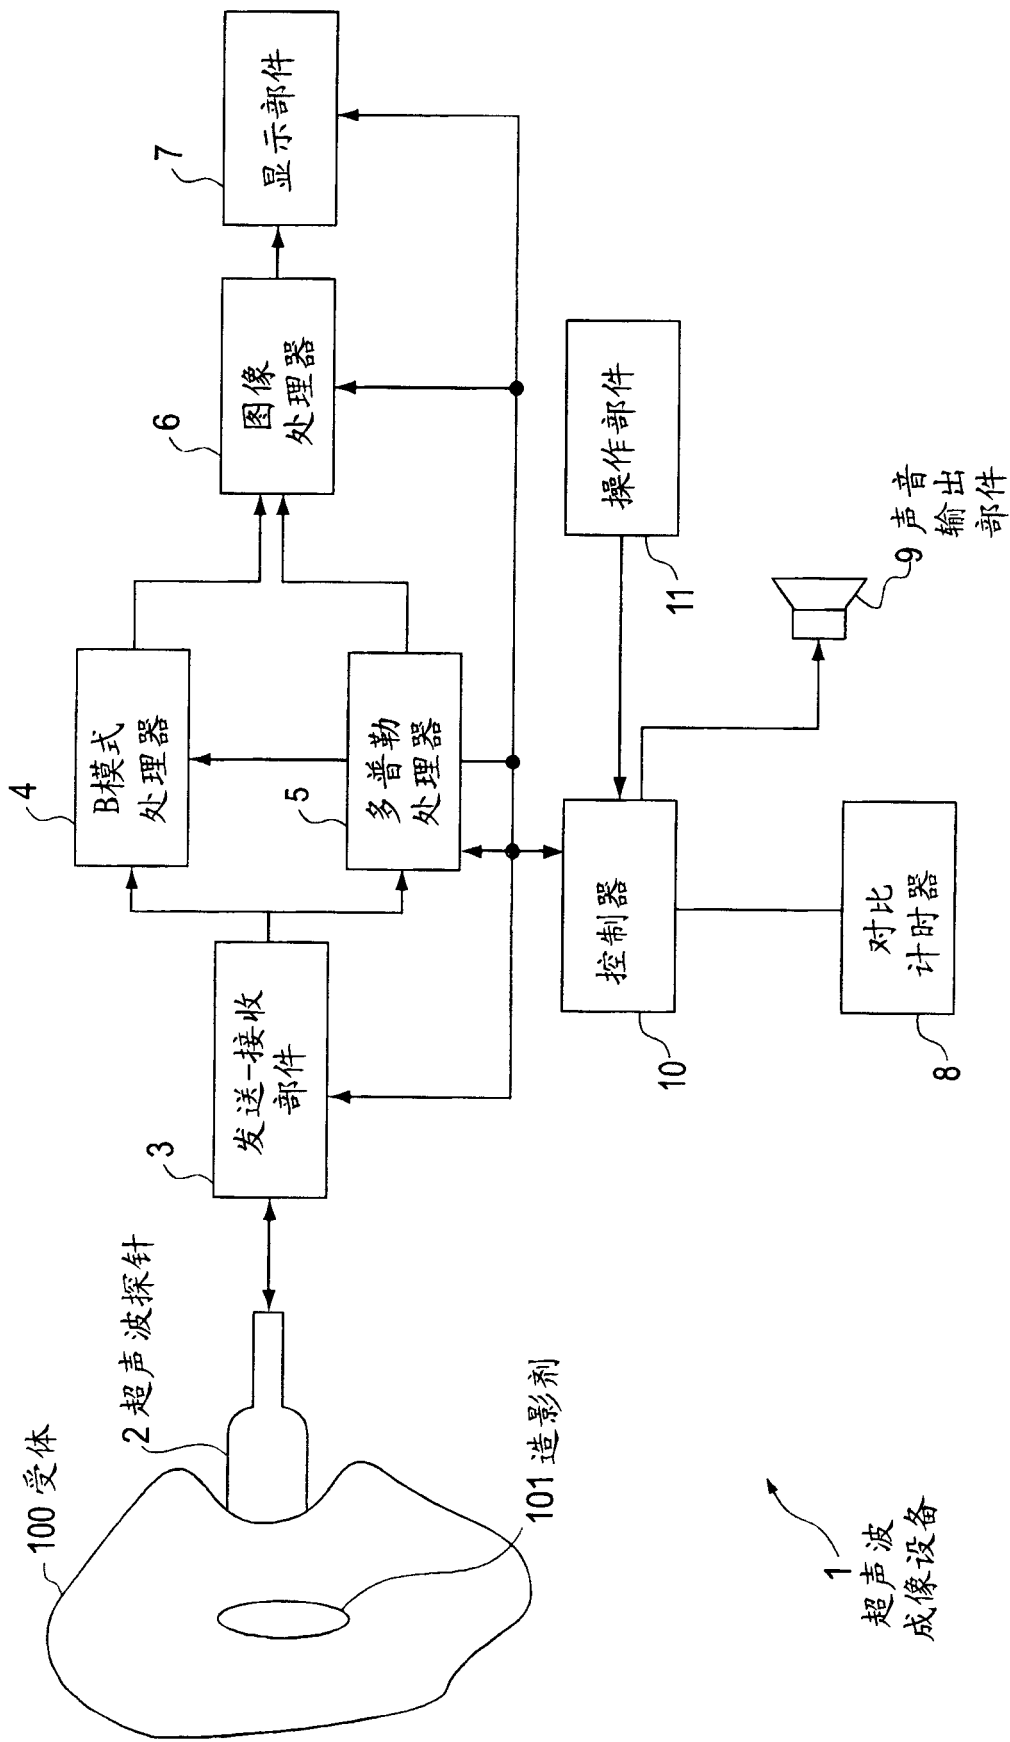 100 受体
2 超声波探针
101 造影剂
3
发送-接收
部件
4
B模式
处理器
5
多普勒
处理器
6
图像
处理器
7
显示部件
10
控制器
11
操作部件
8
对比
计时器
9
声音
输出
部件
1
超声波
成像设备